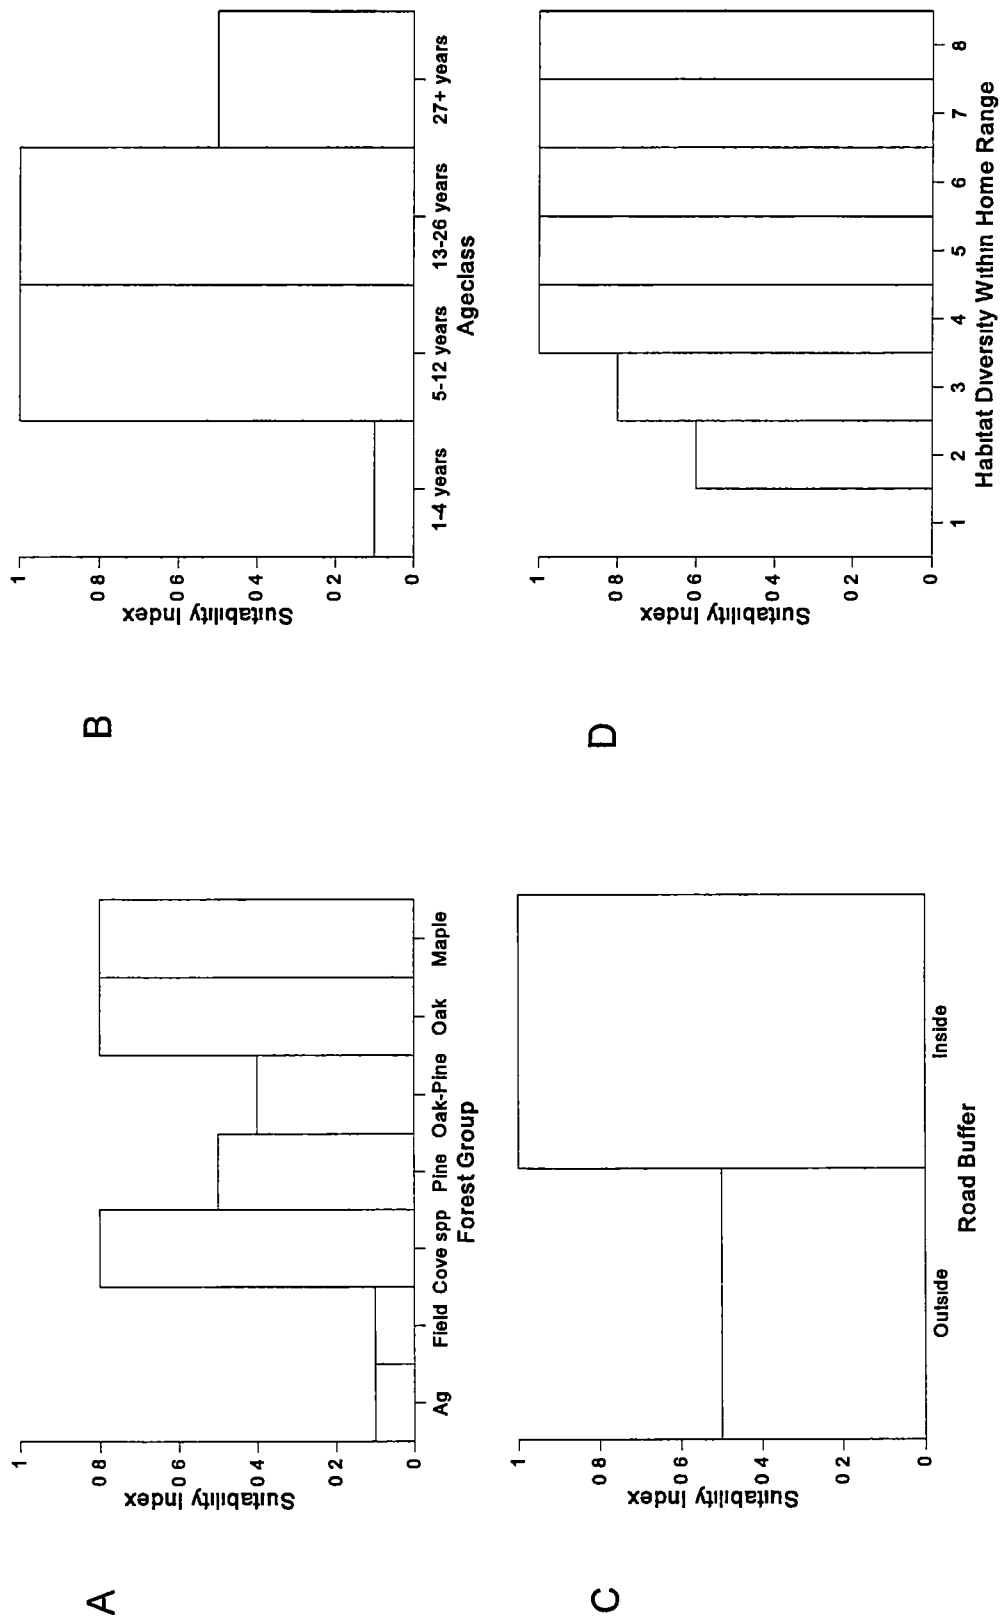 A
Suitability Index
1
0 8
0 6
0 4
0 2
0
Ag Field Cove spp Pine Oak-Pine Oak Maple
Forest Group
B
Suitability Index
1
0 8
0 6
0 4
0 2
0
1-4 years 5-12 years 13-26 years 27+ years
Ageclass
C
Suitability Index
1
0 8
0 6
0 4
0 2
0
Outside Inside
Road Buffer
D
Suitability Index
1
0 8
0 6
0 4
0 2
0
1 2 3 4 5 6 7 8
Habitat Diversity Within Home Range